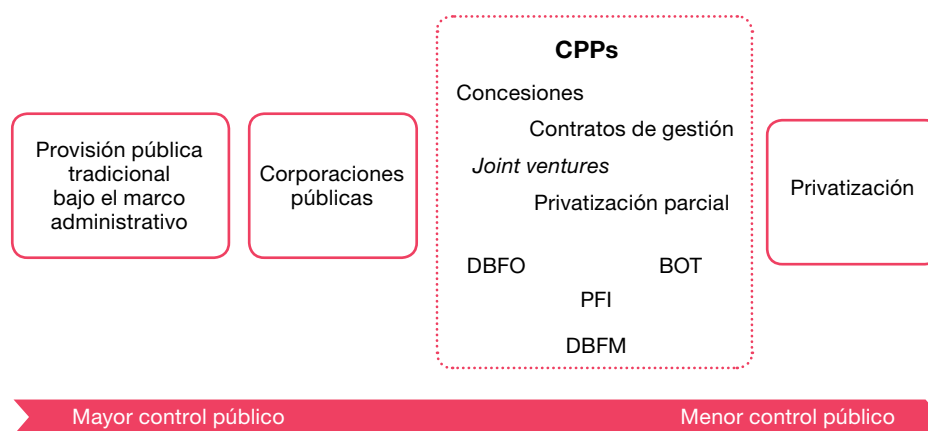 Provisión pública
tradicional
bajo el marco
administrativo
Corporaciones
públicas
CPPs
Concesiones
Contratos de gestión
Joint ventures
Privatización parcial
DBFO
BOT
PFI
DBFM
Privatización
Mayor control público
Menor control público